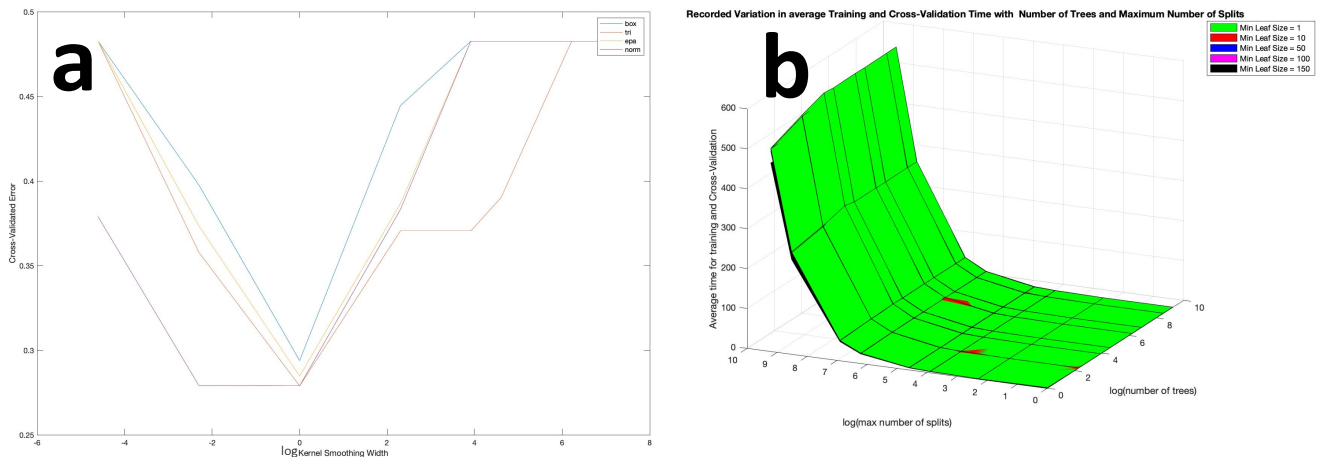 a
0.5
0.45
0.4
0.35
0.3
0.25
-6
-4
-2
0
2
4
6
8
Cross-Validated Error
log Kernel Smoothing Width
box
tri
epa
norm
Recorded Variation in average Training and Cross-Validation Time with Number of Trees and Maximum Number of Splits
b
Min Leaf Size = 1
Min Leaf Size = 10
Min Leaf Size = 50
Min Leaf Size = 100
Min Leaf Size = 150
Average time for training and Cross-Validation
600
500
400
300
200
100
0
10
9
8
7
6
5
4
3
2
1
0
log(max number of splits)
0
2
4
6
8
10
log(number of trees)